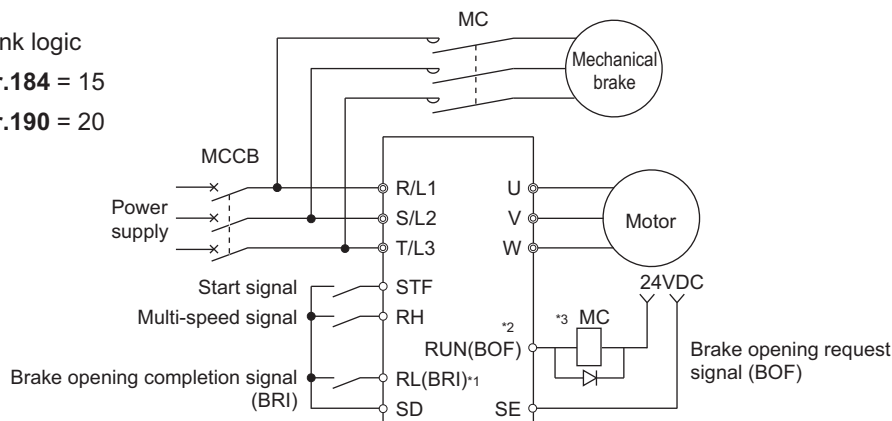 MC
nk logic
r.184 = 15
r.190 = 20
Mechanical
brake
MCCB
Power
supply
R/L1
S/L2
T/L3
U
V
W
Motor
24VDC
Start signal
STF
Multi-speed signal
RH
*2
*3 MC
RUN(BOF)
Brake opening request
signal (BOF)
Brake opening completion signal
(BRI)
RL(BRI)*1
SD
SE